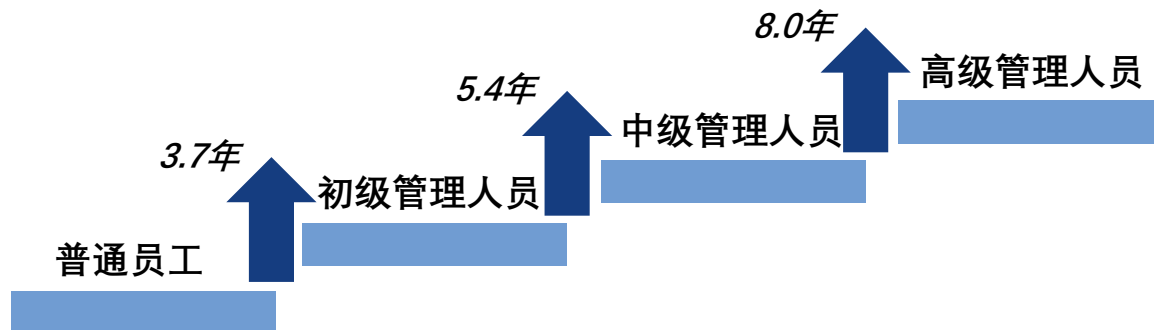 8.0年
高级管理人员
5.4年
中级管理人员
3.7年
初级管理人员
普通员工